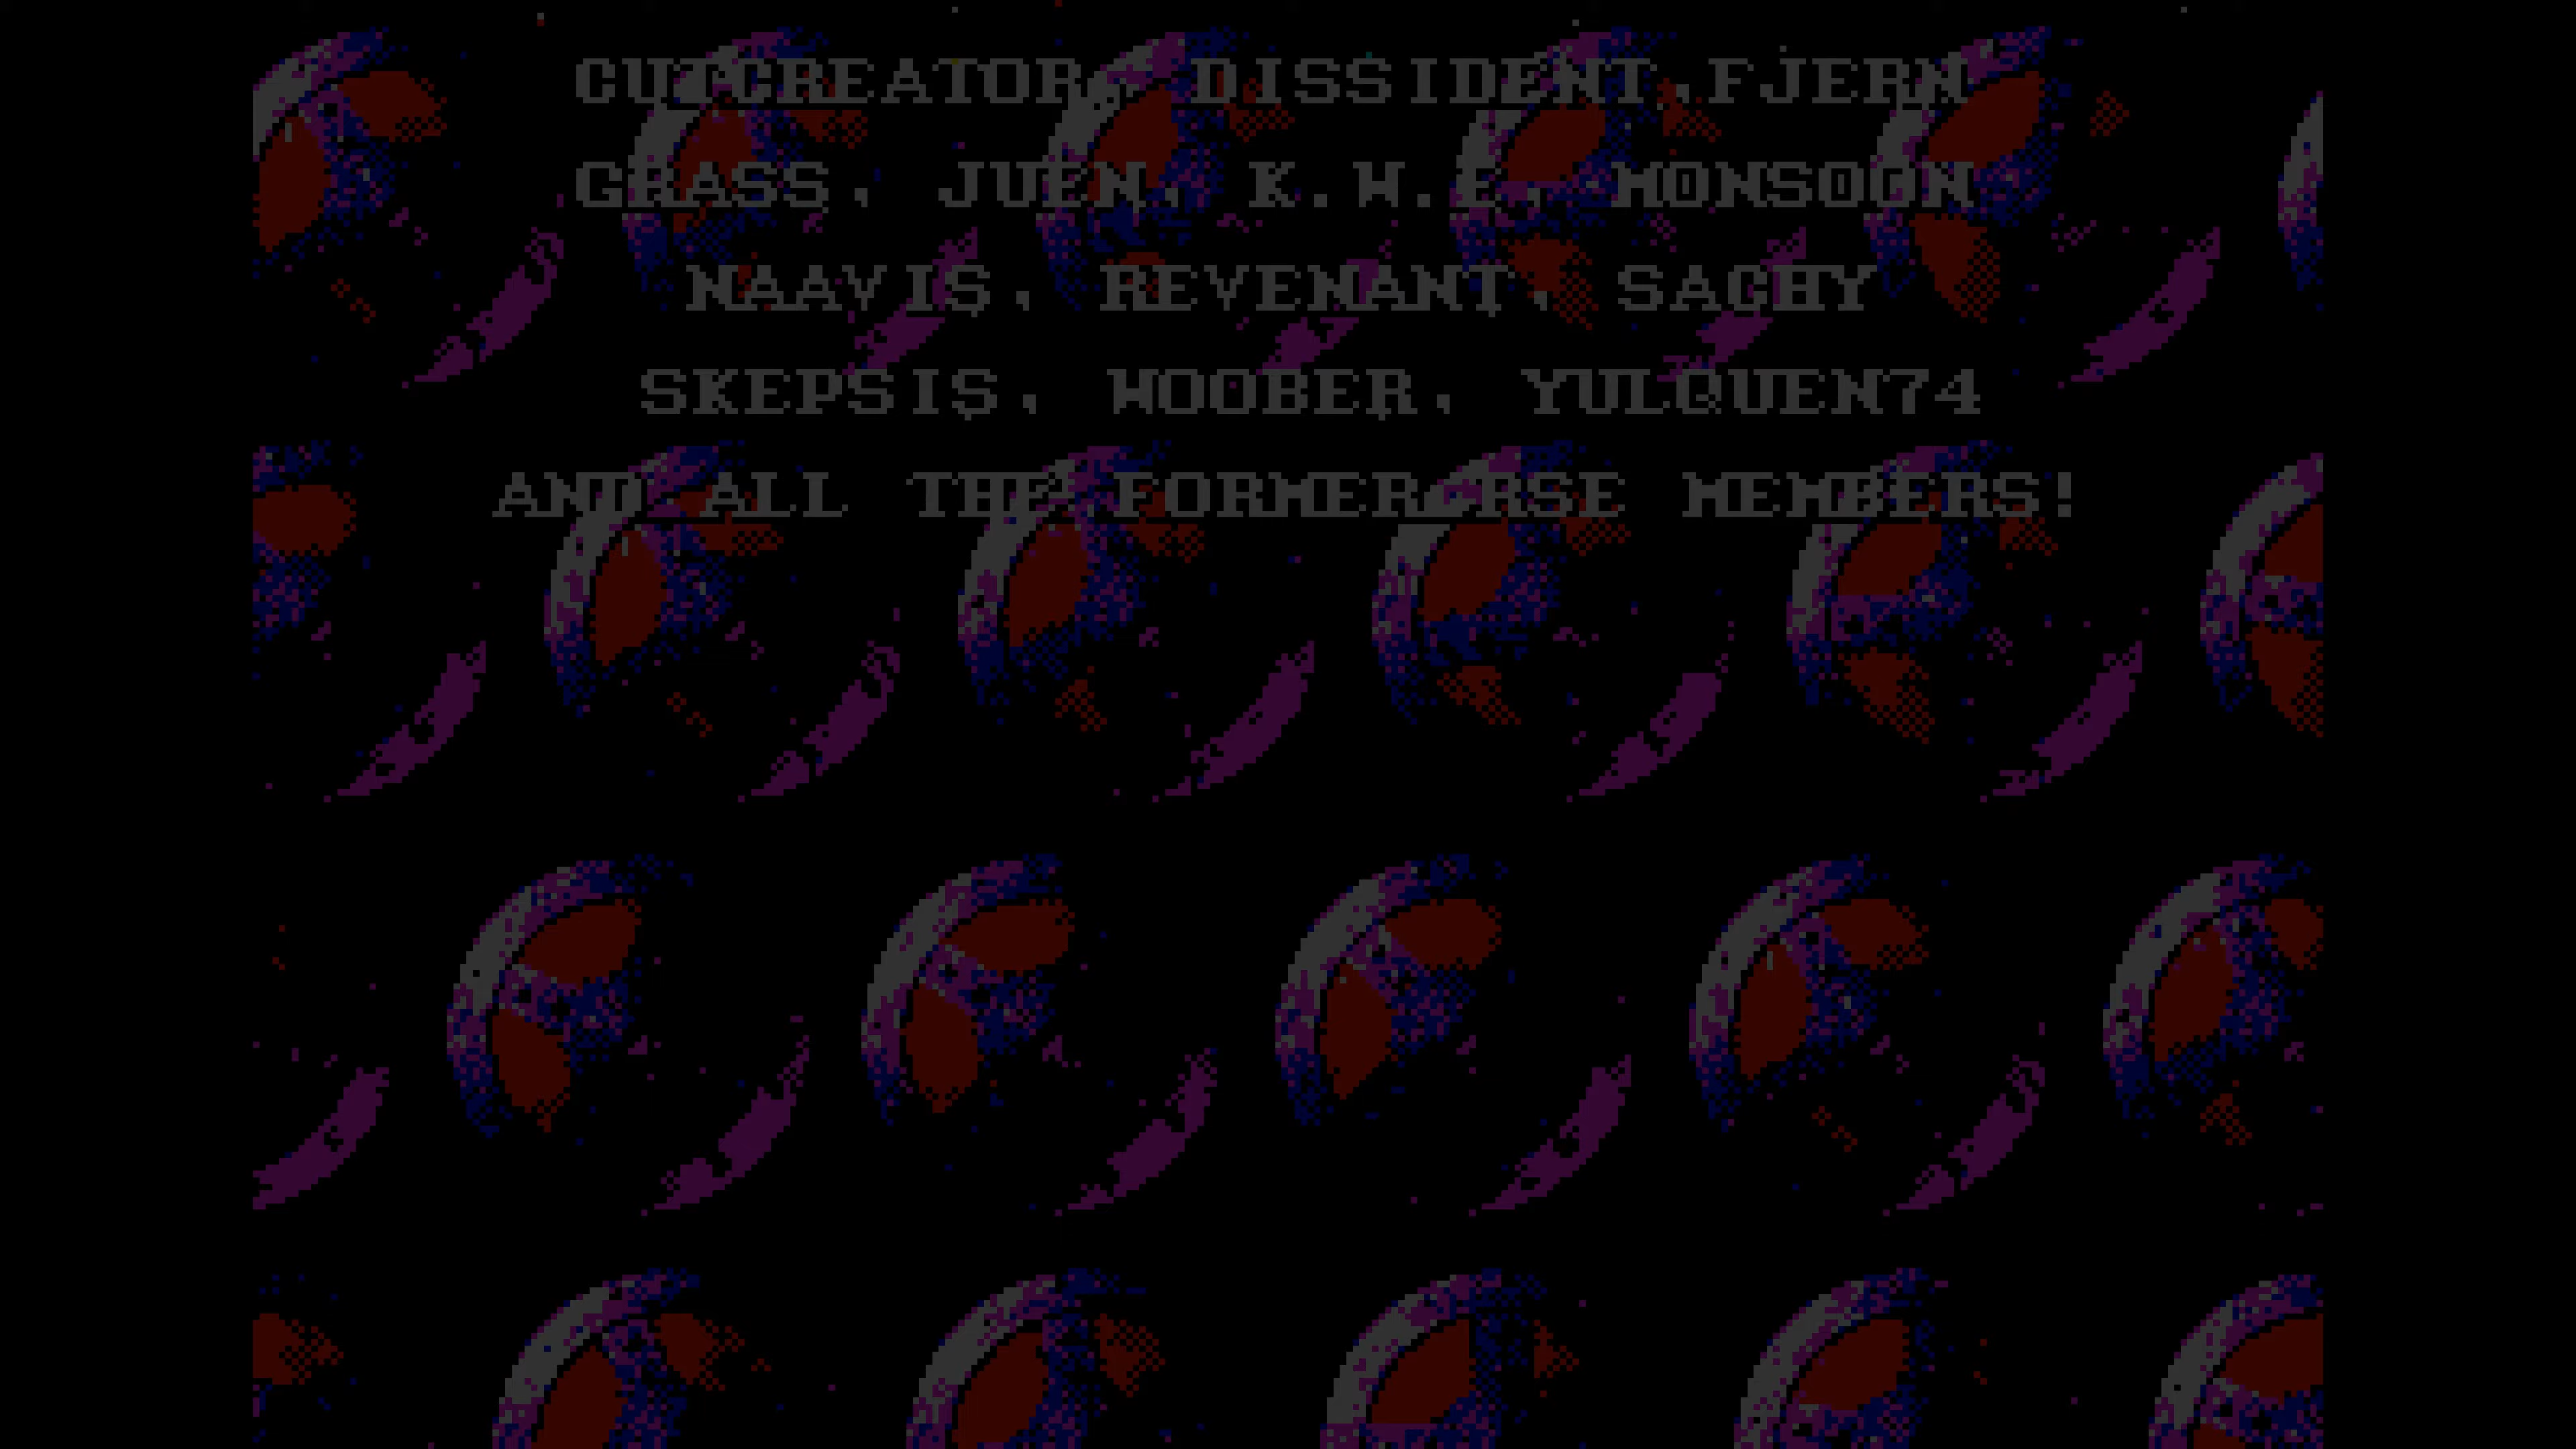 CUTCREATOR, DISSIDENT,FJERN
GRASS, JUEN, K.W.E, MONSOON
NAAVIS, REVENANT, SACHY
SKEPSIS, WOOBER, YULQUEN74
AND ALL THE FORMER RSE MEMBERS!